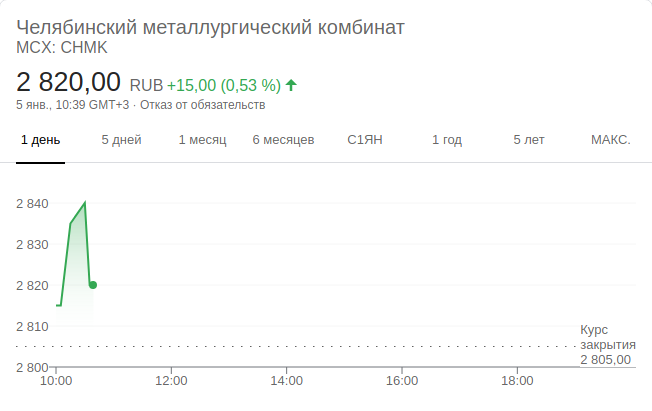 Челябинский металлургический комбинат
MCX: CHMK
2 820,00 RUB +15,00 (0,53 %)
5 янв., 10:39 GMT+3 · Отказ от обязательств
1 день 5 дней 1 месяц 6 месяцев С1ЯН 1 год 5 лет МАКС.
2 840
2 830
2 820
2 810
2 800
Курс
закрытия
2 805,00
10:00 12:00 14:00 16:00 18:00